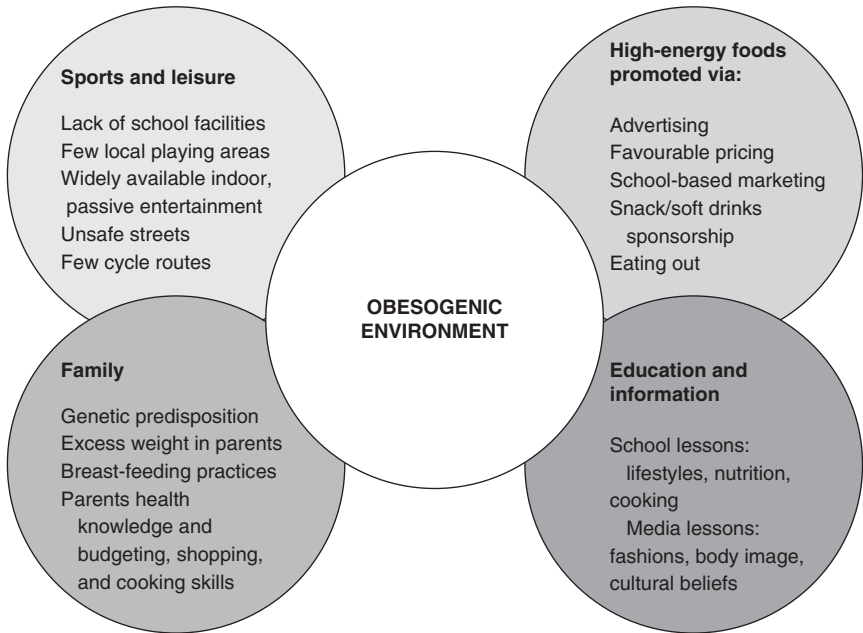 Sports and leisure
Lack of school facilities
Few local playing areas
Widely available indoor,
passive entertainment
Unsafe streets
Few cycle routes
High-energy foods
promoted via:
Advertising
Favourable pricing
School-based marketing
Snack/soft drinks
sponsorship
Eating out
OBESOGENIC
ENVIRONMENT
Family
Genetic predisposition
Excess weight in parents
Breast-feeding practices
Parents health
knowledge and
budgeting, shopping,
and cooking skills
Education and
information
School lessons:
lifestyles, nutrition,
cooking
Media lessons:
fashions, body image,
cultural beliefs